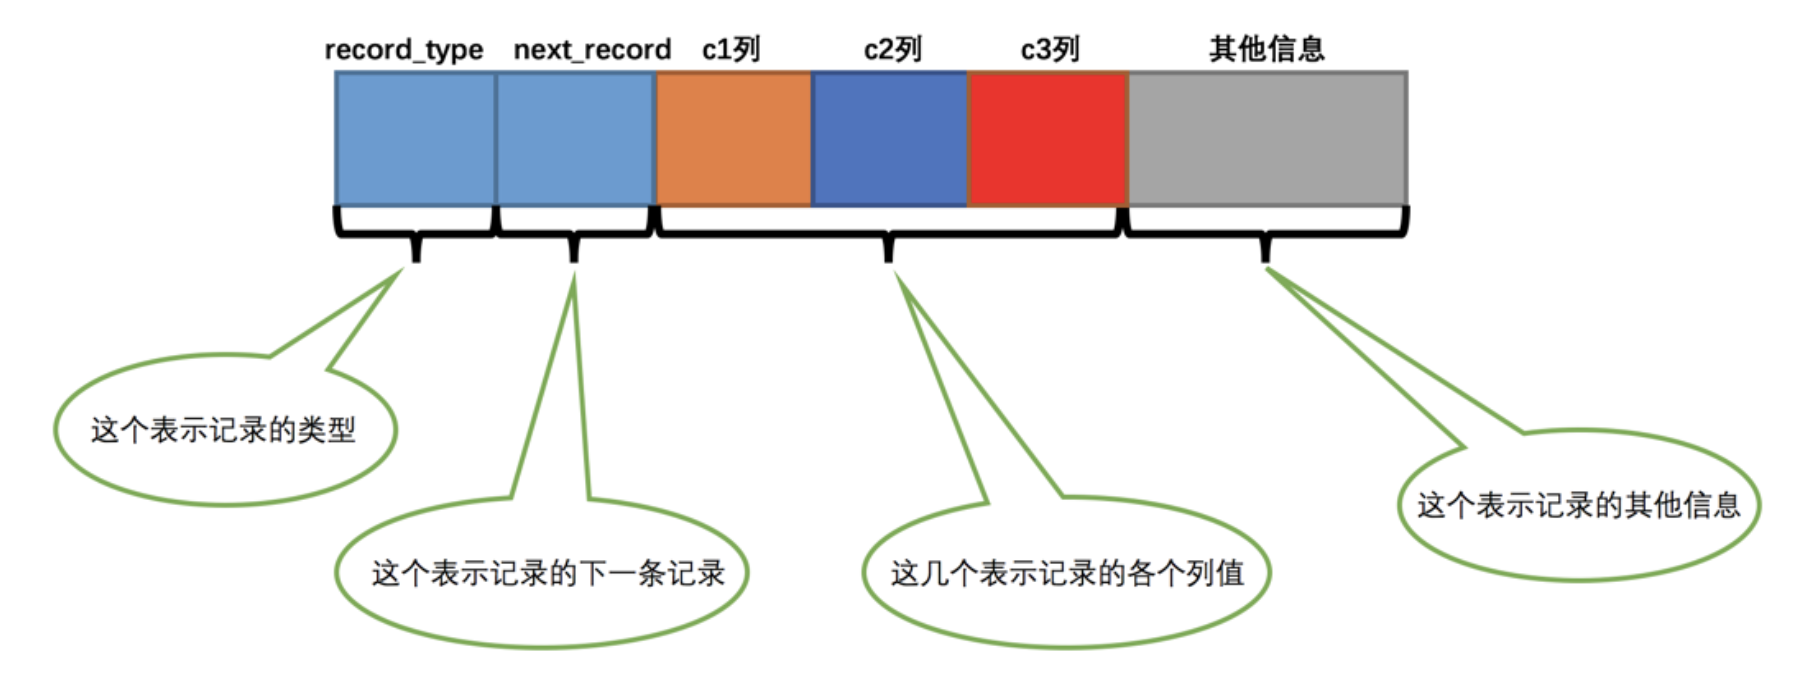 record_type next_record c1列 c2列 c3列 其他信息
这个表示记录的类型
这个表示记录的下一条记录
这几个表示记录的各个列值
这个表示记录的其他信息